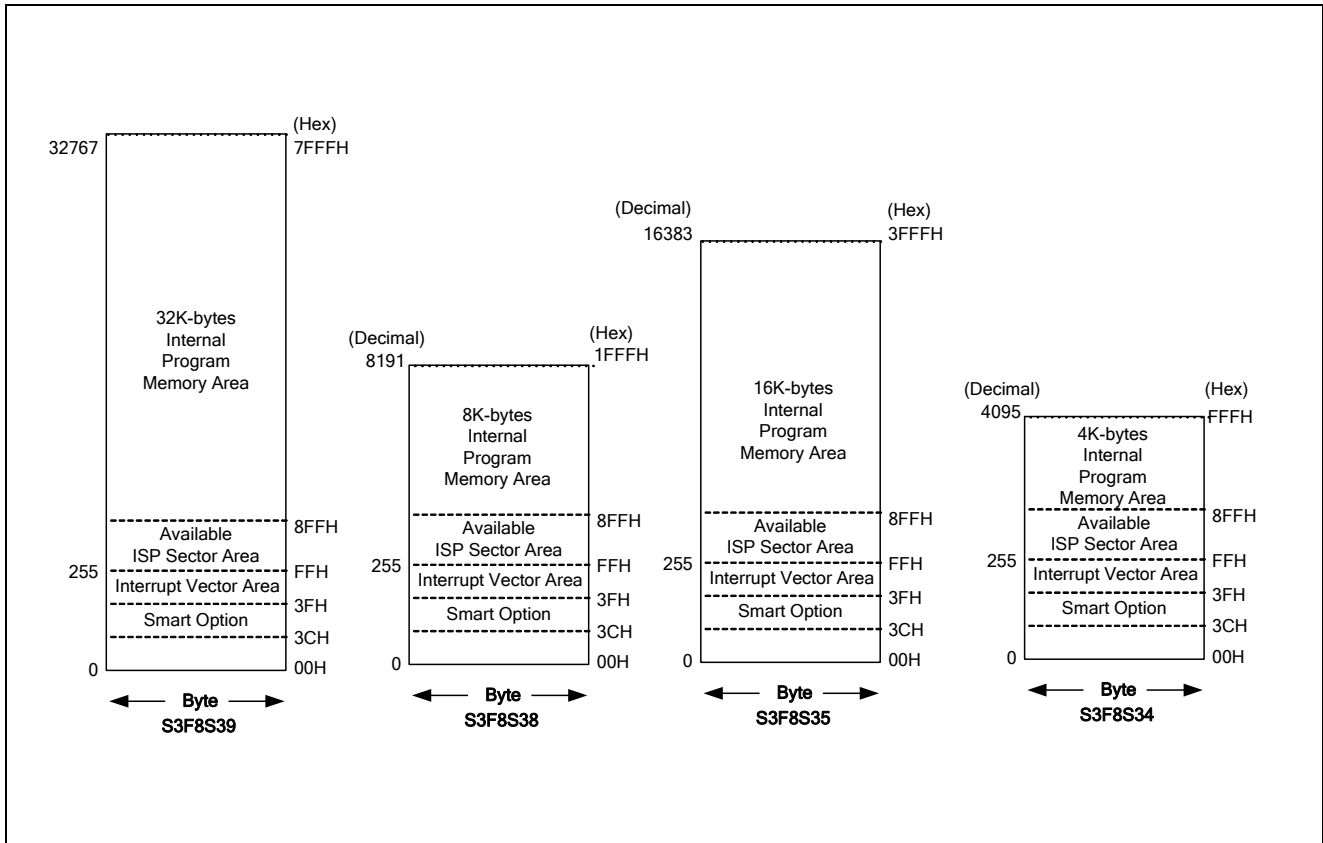 (Hex)
32767
7FFFH
32K-bytes
Internal
Program
Memory Area
8FFH
Available
ISP Sector Area
255
FFH
Interrupt Vector Area
3FH
Smart Option
3CH
0
00H
Byte
S3F8S39
(Decimal)
(Hex)
8191
1FFFH
8K-bytes
Internal
Program
Memory Area
8FFH
Available
ISP Sector Area
255
FFH
Interrupt Vector Area
3FH
Smart Option
3CH
0
00H
Byte
S3F8S38
(Decimal)
(Hex)
16383
3FFFH
16K-bytes
Internal
Program
Memory Area
8FFH
Available
ISP Sector Area
255
FFH
Interrupt Vector Area
3FH
Smart Option
3CH
0
00H
Byte
S3F8S35
(Decimal)
(Hex)
4095
FFFH
4K-bytes
Internal
Program
Memory Area
8FFH
Available
ISP Sector Area
255
FFH
Interrupt Vector Area
3FH
Smart Option
3CH
0
00H
Byte
S3F8S34